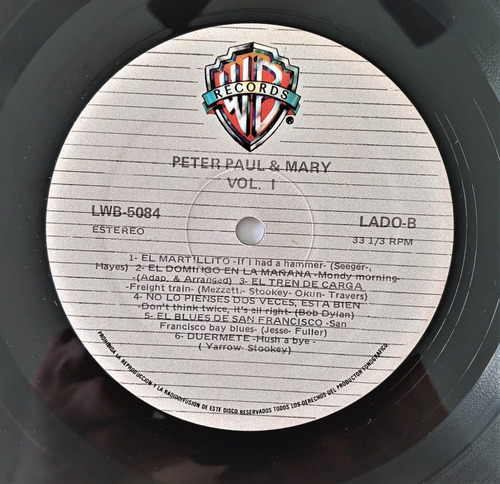 WB
RECORDS
PETER PAUL & MARY
VOL. I
LWB-5084
ESTEREO
LADO-B
33 1/3 RPM
1- EL MARTILLITO -If i had a hammer- (Seeger-,
Hayes) 2- EL DOMINGO EN LA MAÑANA -Mondy morning-
-(Adap. & Arranged) 3- EL TREN DE CARGA
-Freight train- (Mezzetti- Stookey- Okun- Travers)
4- NO LO PIENSES DOS VECES, ESTA BIEN
-Don't think twice, it's all right- (Bob Dylan)
5- EL BLUES DE SAN FRANCISCO -San
Francisco bay blues- (Jesse- Fuller)
6- DUERMETE -Hush a bye -
( Yarrow- Stookey)
PROHIBIDA LA REPRODUCCION Y LA RADIODIFUSION DE ESTE DISCO. RESERVADOS TODOS LOS DERECHOS DEL PRODUCTOR FONOGRAFICO